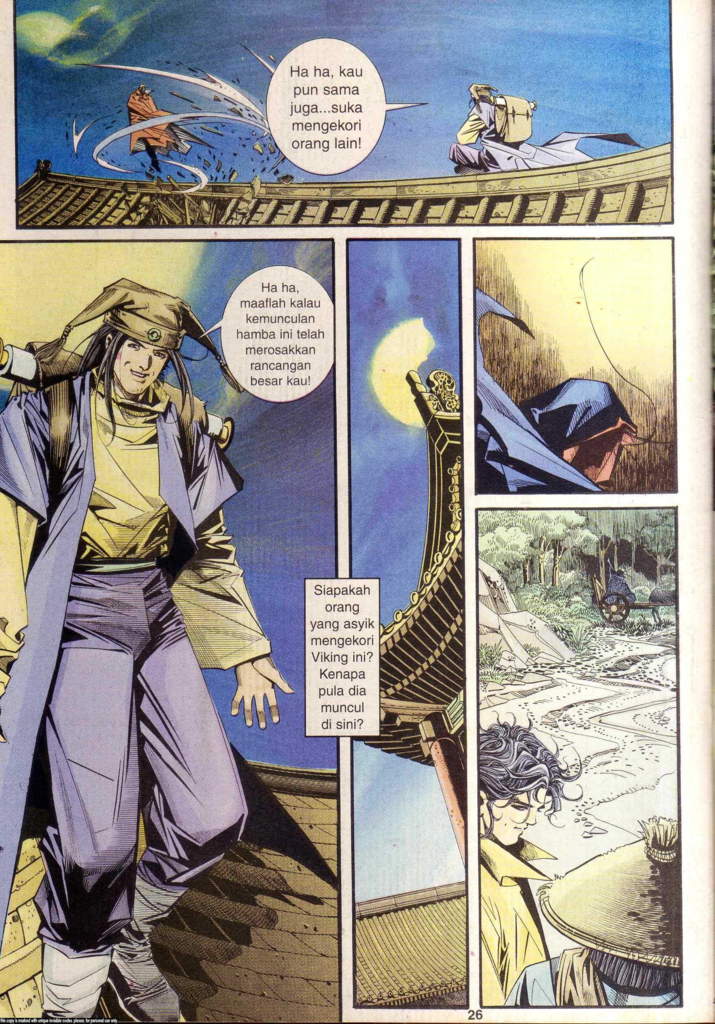 Ha ha, kau
pun sama
juga...suka
mengekori
orang lain!
Ha ha,
maaflah kalau
kemunculan
hamba ini telah
merosakkan
rancangan
besar kau!
Siapakah
orang
yang asyik
mengekori
Viking ini?
Kenapa
pula dia
muncul
di sini?
26